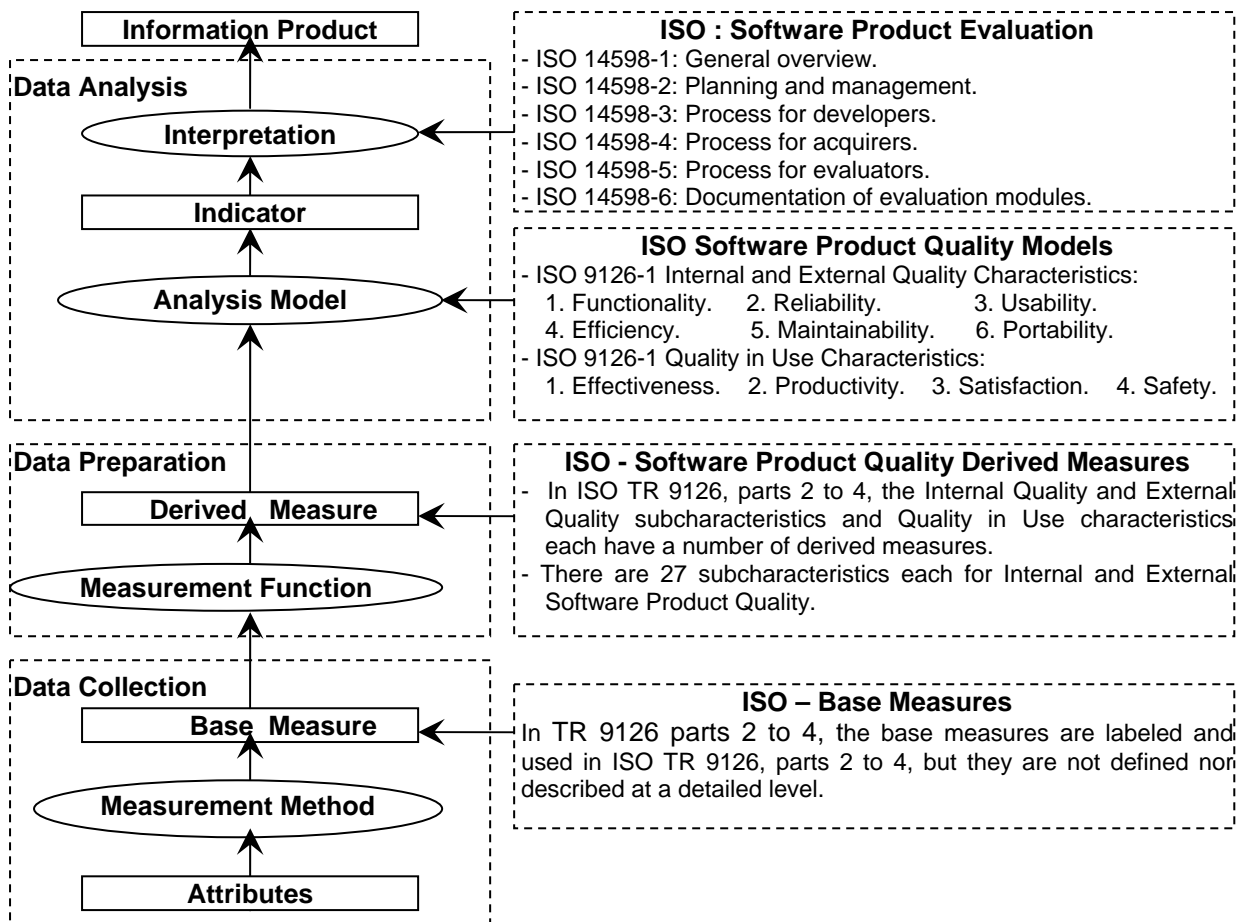 Information Product
Data Analysis
Interpretation
Indicator
Analysis Model
Data Preparation
Derived Measure
Measurement Function
Data Collection
Base Measure
Measurement Method
Attributes
ISO : Software Product Evaluation
- ISO 14598-1: General overview.
- ISO 14598-2: Planning and management.
- ISO 14598-3: Process for developers.
- ISO 14598-4: Process for acquirers.
- ISO 14598-5: Process for evaluators.
- ISO 14598-6: Documentation of evaluation modules.
ISO Software Product Quality Models
- ISO 9126-1 Internal and External Quality Characteristics:
1. Functionality. 2. Reliability. 3. Usability.
4. Efficiency. 5. Maintainability. 6. Portability.
- ISO 9126-1 Quality in Use Characteristics:
1. Effectiveness. 2. Productivity. 3. Satisfaction. 4. Safety.
ISO - Software Product Quality Derived Measures
- In ISO TR 9126, parts 2 to 4, the Internal Quality and External
Quality subcharacteristics and Quality in Use characteristics
each have a number of derived measures.
- There are 27 subcharacteristics each for Internal and External
Software Product Quality.
ISO – Base Measures
In TR 9126 parts 2 to 4, the base measures are labeled and
used in ISO TR 9126, parts 2 to 4, but they are not defined nor
described at a detailed level.